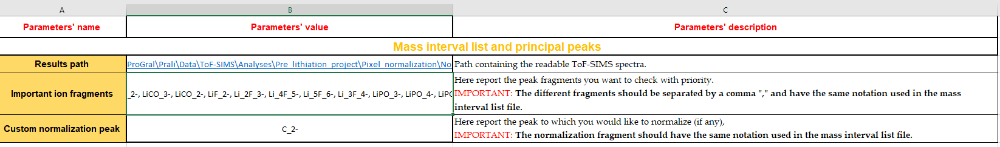 A B C
Parameters' name Parameters' value Parameters' description
Mass interval list and principal peaks
Results path ProGral\Prali\Data\ToF-SIMS\Analyses\Pre_lithiation_project\Pixel_normalization\No Path containing the readable ToF-SIMS spectra.
Here report the peak fragments you want to check with priority.
Important ion fragments _2-, LiCO_3-, LiCO_2-, LiF_2-, Li_2F_3-, Li_4F_5-, Li_5F_6-, Li_3F_4-, LiPO_3-, LiPO_4-, LiPO IMPORTANT: The different fragments should be separated by a comma "," and have the same notation used in the mass
interval list file.
Custom normalization peak C_2- Here report the peak to which you would like to normalize (if any),
IMPORTANT: The normalization fragment should have the same notation used in the mass interval list file.